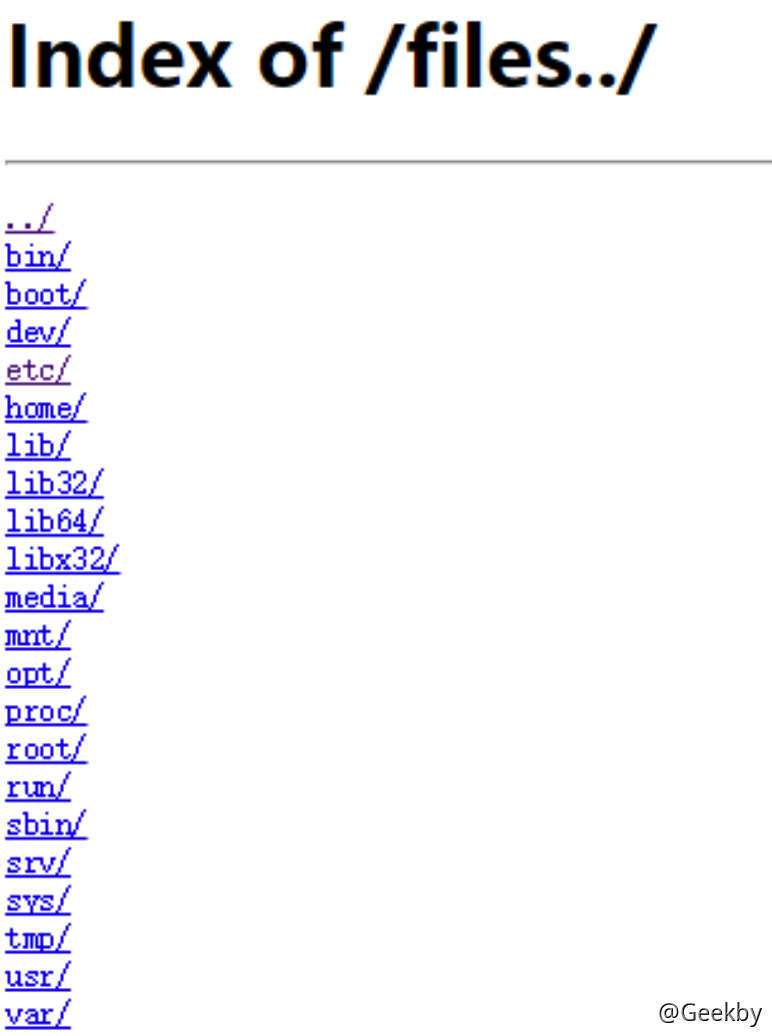 Index of /files../
../
bin/
boot/
dev/
etc/
home/
lib/
lib32/
lib64/
libx32/
media/
mnt/
opt/
proc/
root/
run/
sbin/
srv/
sys/
tmp/
usr/
var/
@Geekby